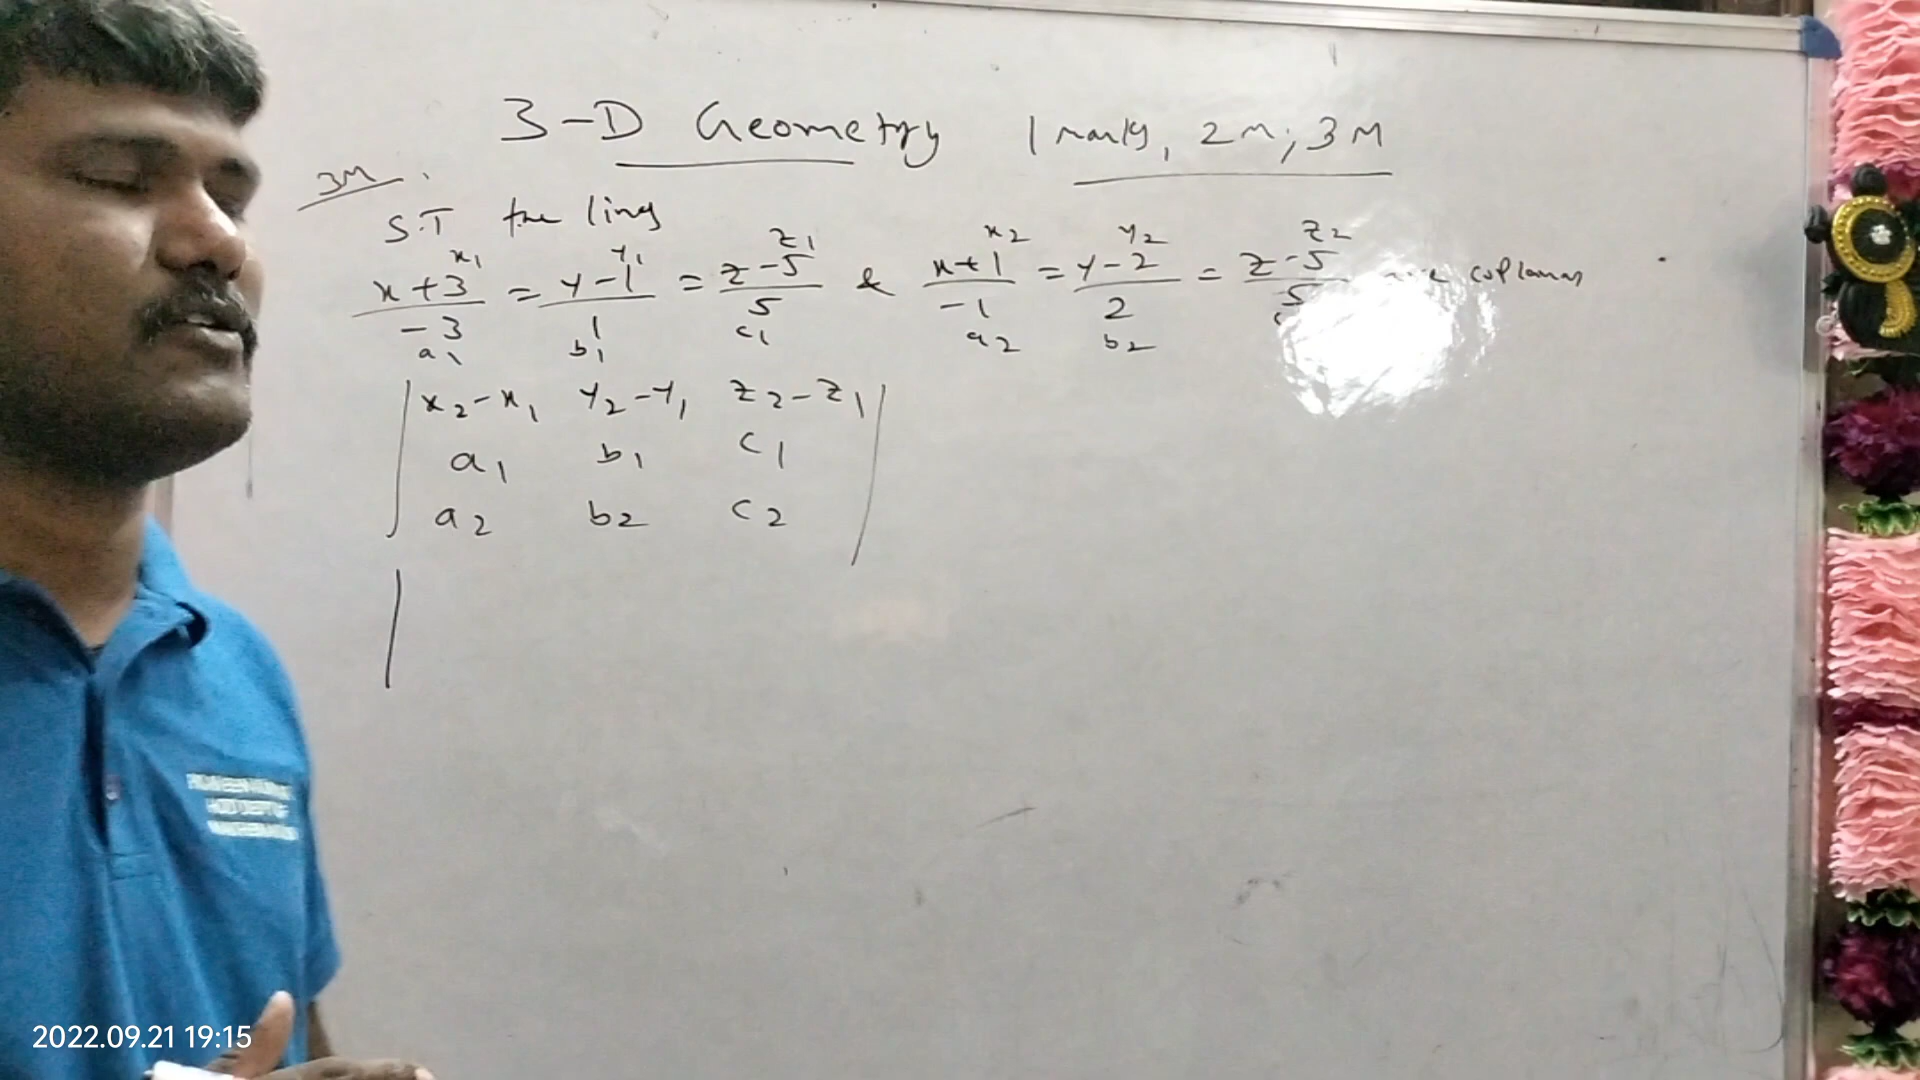 3-D Geometry 1 marks, 2M; 3M
3M.
S.T the lines
x₁ y₁ z₁ x₂ y₂ z₂
x+3 = y-1 = z-5 & x+1 = y-2 = z-5 coplanar
-3 1 5 -1 2 5
a₁ b₁ c₁ a₂ b₂
x₂-x₁ y₂-y₁ z₂-z₁
a₁ b₁ c₁
a₂ b₂ c₂
2022.09.21 19:15